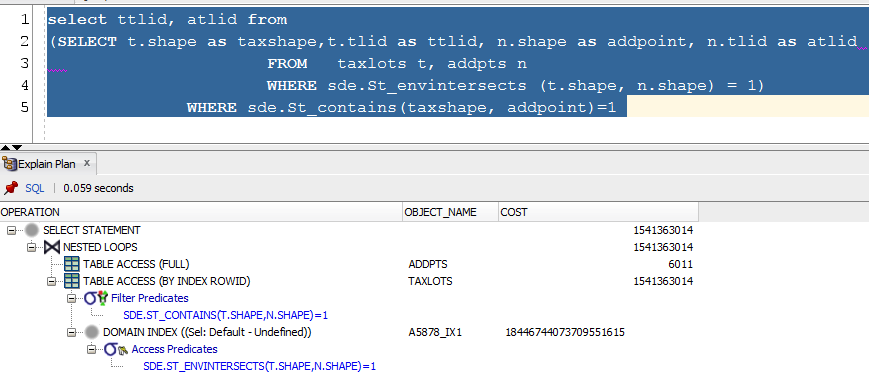 1 select ttlid, atlid from
2 (SELECT t.shape as taxshape,t.tlid as ttlid, n.shape as addpoint, n.tlid as atlid
3 FROM taxlots t, addpts n
4 WHERE sde.St_envintersects (t.shape, n.shape) = 1)
5 WHERE sde.St_contains(taxshape, addpoint)=1
Explain Plan x
SQL | 0.059 seconds
OPERATION OBJECT_NAME COST
SELECT STATEMENT 1541363014
NESTED LOOPS 1541363014
TABLE ACCESS (FULL) ADDPTS 6011
TABLE ACCESS (BY INDEX ROWID) TAXLOTS 1541363014
Filter Predicates
SDE.ST_CONTAINS(T.SHAPE,N.SHAPE)=1
DOMAIN INDEX ((Sel: Default - Undefined)) A5878_IX1 18446744073709551615
Access Predicates
SDE.ST_ENVINTERSECTS(T.SHAPE,N.SHAPE)=1